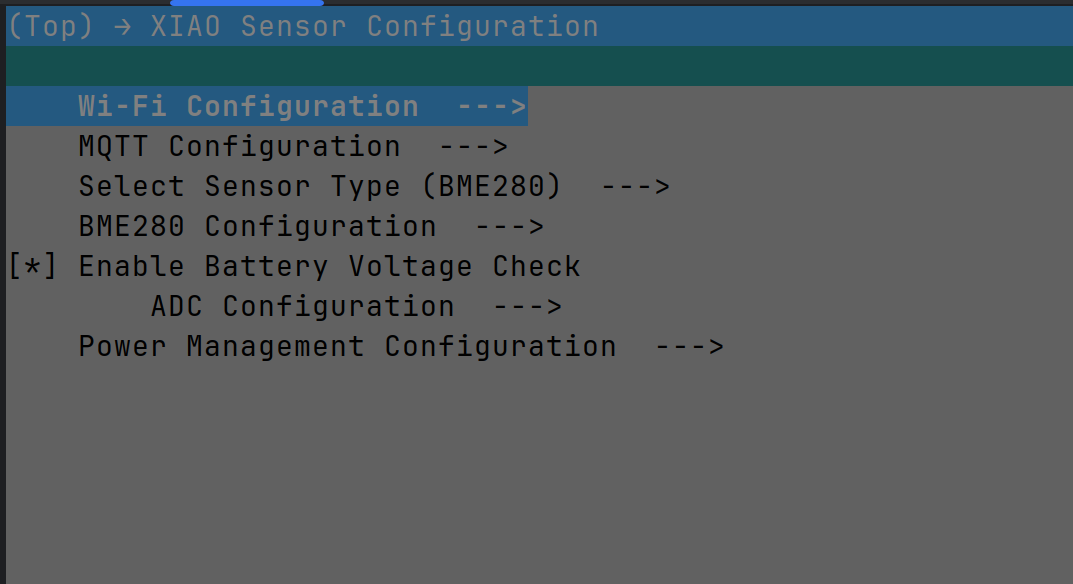 (Top) → XIAO Sensor Configuration
Wi-Fi Configuration  --->
MQTT Configuration  --->
Select Sensor Type (BME280)  --->
BME280 Configuration  --->
[*] Enable Battery Voltage Check
ADC Configuration  --->
Power Management Configuration  --->